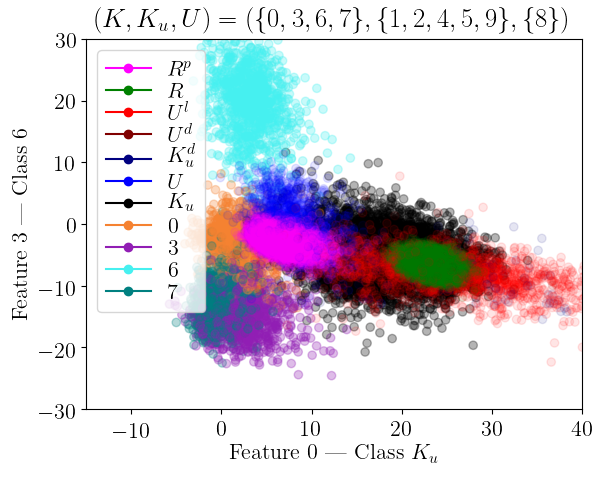 (K, K_u, U) = ({0, 3, 6, 7}, {1, 2, 4, 5, 9}, {8})
30
20
10
0
−10
−20
−30
Feature 3 — Class 6
R^p
R
U^l
U^d
K_u^d
U
K_u
0
3
6
7
−10 0 10 20 30 40
Feature 0 — Class K_u